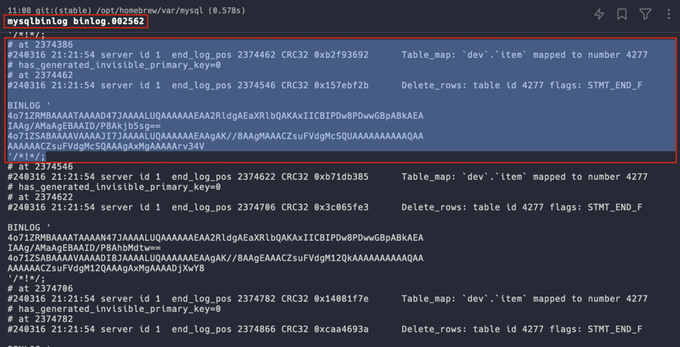 11:08 git:(stable) /opt/homebrew/var/mysql (0.578s)
mysqlbinlog binlog.002562
'/*!*/;
# at 2374386
#240316 21:21:54 server id 1  end_log_pos 2374462 CRC32 0xb2f93692     Table_map: `dev`.`item` mapped to number 4277
# has_generated_invisible_primary_key=0
# at 2374462
#240316 21:21:54 server id 1  end_log_pos 2374546 CRC32 0x157ebf2b     Delete_rows: table id 4277 flags: STMT_END_F
BINLOG '
4o71ZRMBAAAATAAAAD47JAAAALUQAAAAAAEAA2RldgAEaXRlbQAKAxIICBIPDw8PDwwGBpABkAEA
IAAg/AMaAgEBAAID/P8Akjb5sg==
4o71ZSABAAAAVAAAAJI7JAAAALUQAAAAAAEAAgAK//8AAgMAAACZsuFVdgMcSQUAAAAAAAAAAQAA
AAAAAACZsuFVdgMcSQAAAgAxMgAAAAArv34V
'/*!*/;
# at 2374546
#240316 21:21:54 server id 1  end_log_pos 2374622 CRC32 0xb71db385     Table_map: `dev`.`item` mapped to number 4277
# has_generated_invisible_primary_key=0
# at 2374622
#240316 21:21:54 server id 1  end_log_pos 2374706 CRC32 0x3c065fe3     Delete_rows: table id 4277 flags: STMT_END_F
BINLOG '
4o71ZRMBAAAATAAAAN47JAAAALUQAAAAAAEAA2RldgAEaXRlbQAKAxIICBIPDw8PDwwGBpABkAEA
IAAg/AMaAgEBAAID/P8AhbMdtw==
4o71ZSABAAAAVAAAADI8JAAAALUQAAAAAAEAAgAK//8AAgEAAACZsuFVdgM12QkAAAAAAAAAAQAA
AAAAAACZsuFVdgM12QAAAgAxMgAAAADjXwY8
'/*!*/;
# at 2374706
#240316 21:21:54 server id 1  end_log_pos 2374782 CRC32 0x14081f7e     Table_map: `dev`.`item` mapped to number 4277
# has_generated_invisible_primary_key=0
# at 2374782
#240316 21:21:54 server id 1  end_log_pos 2374866 CRC32 0xcaa4693a     Delete_rows: table id 4277 flags: STMT_END_F